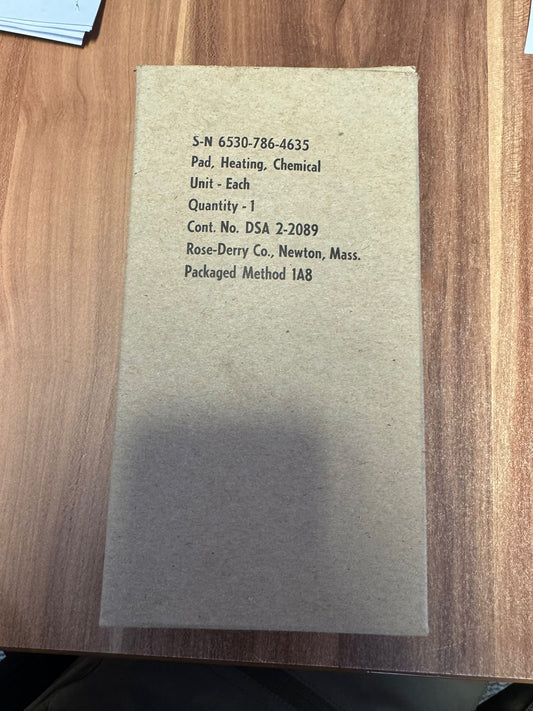 S-N 6530-786-4635
Pad, Heating, Chemical
Unit - Each
Quantity - 1
Cont. No. DSA 2-2089
Rose-Derry Co., Newton, Mass.
Packaged Method 1A8